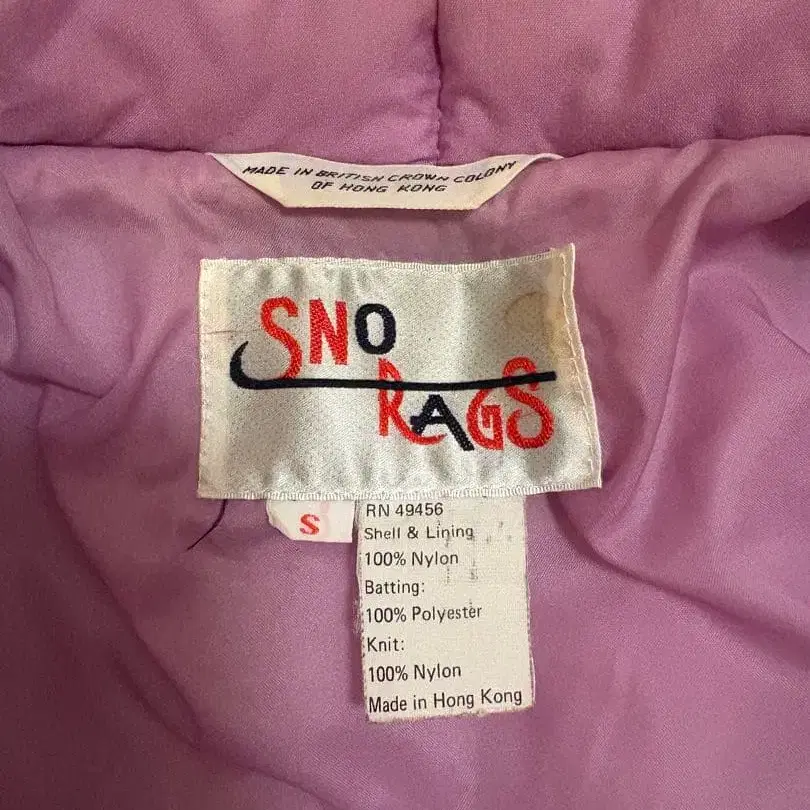 MADE IN BRITISH CROWN COLONY
OF HONG KONG
SNO
RAGS
S
RN 49456
Shell & Lining
100% Nylon
Batting:
100% Polyester
Knit:
100% Nylon
Made in Hong Kong